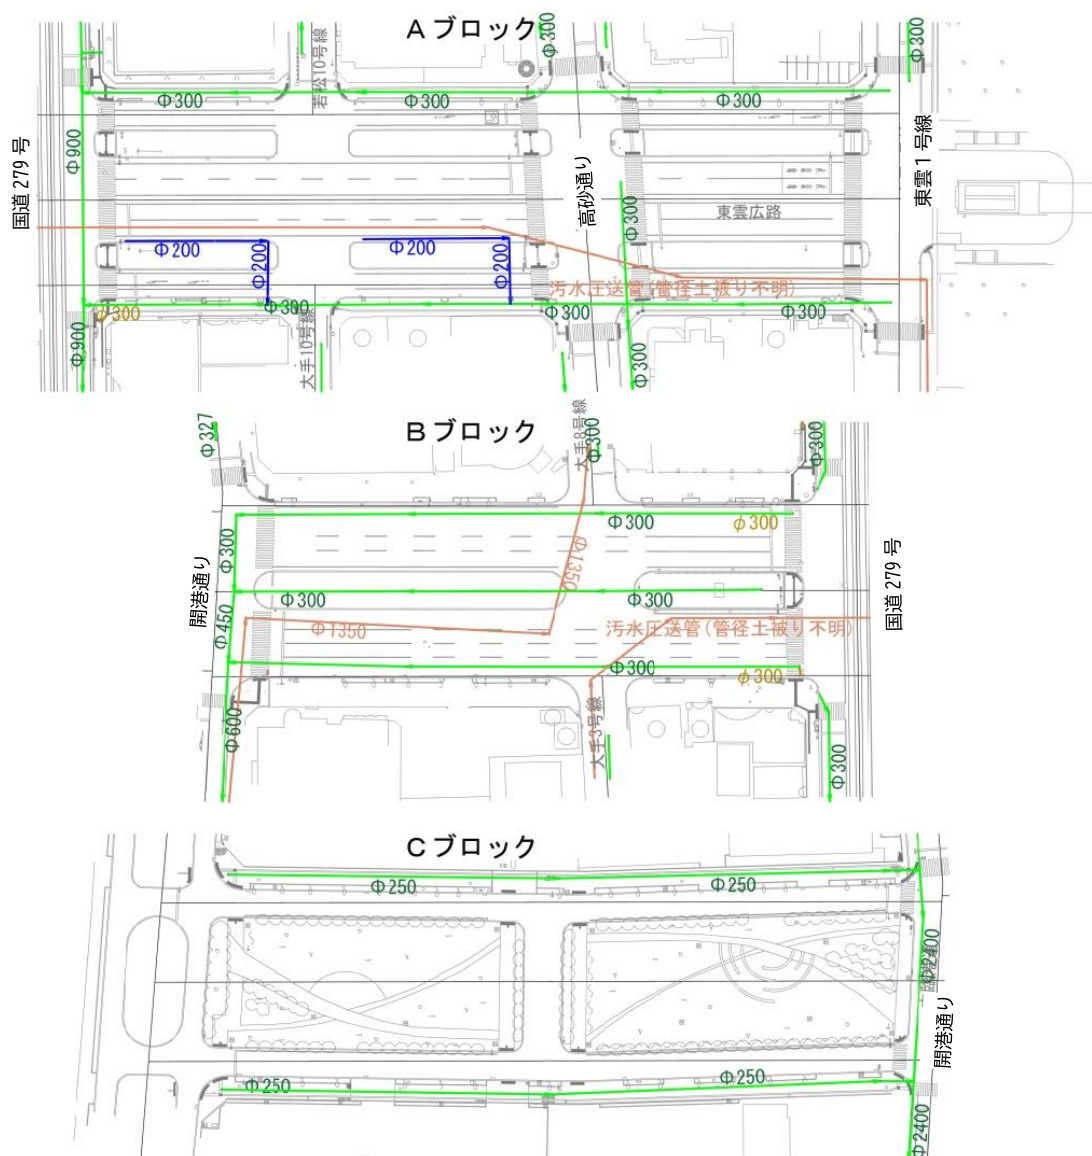 Aブロック
Φ300
Φ300
若松10号線
Φ300
Φ300
Φ300
Φ900
国道279号
高砂通り
東雲1号線
Φ300
東雲広路
Φ200
Φ200
Φ200
Φ200
汚水圧送管(管径土被り不明)
φ300
Φ300
Φ300
Φ300
Φ900
大手10号線
Φ300
Bブロック
Φ327
大手8号線
Φ300
Φ300
Φ300
φ300
Φ300
開港通り
Φ1350
国道279号
Φ300
Φ300
Φ450
Φ1350
汚水圧送管(管径土被り不明)
Φ300
φ300
Φ600
大手3号線
Φ300
Cブロック
Φ250
Φ250
Φ2400
開港通り
Φ250
Φ250
Φ2400